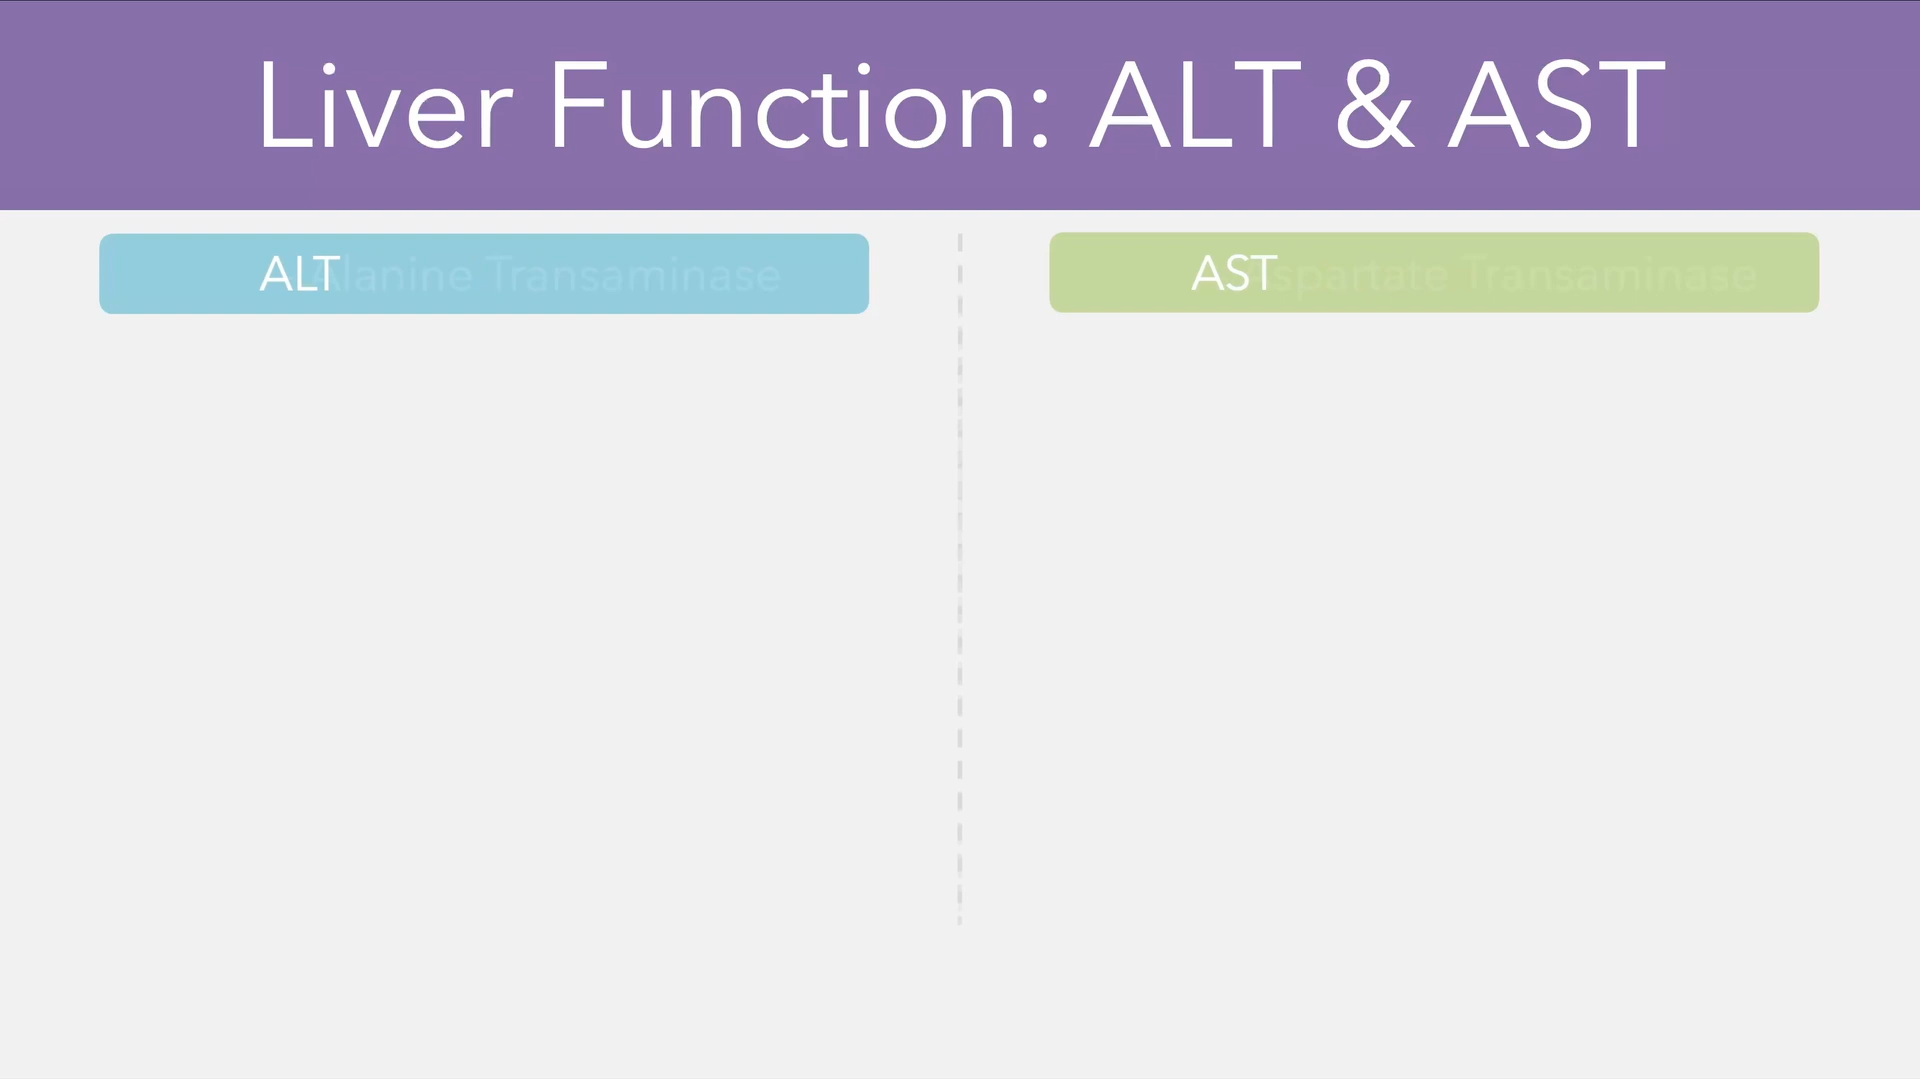 Liver Function: ALT & AST
ALT Alanine Transaminase
AST Aspartate Transaminase